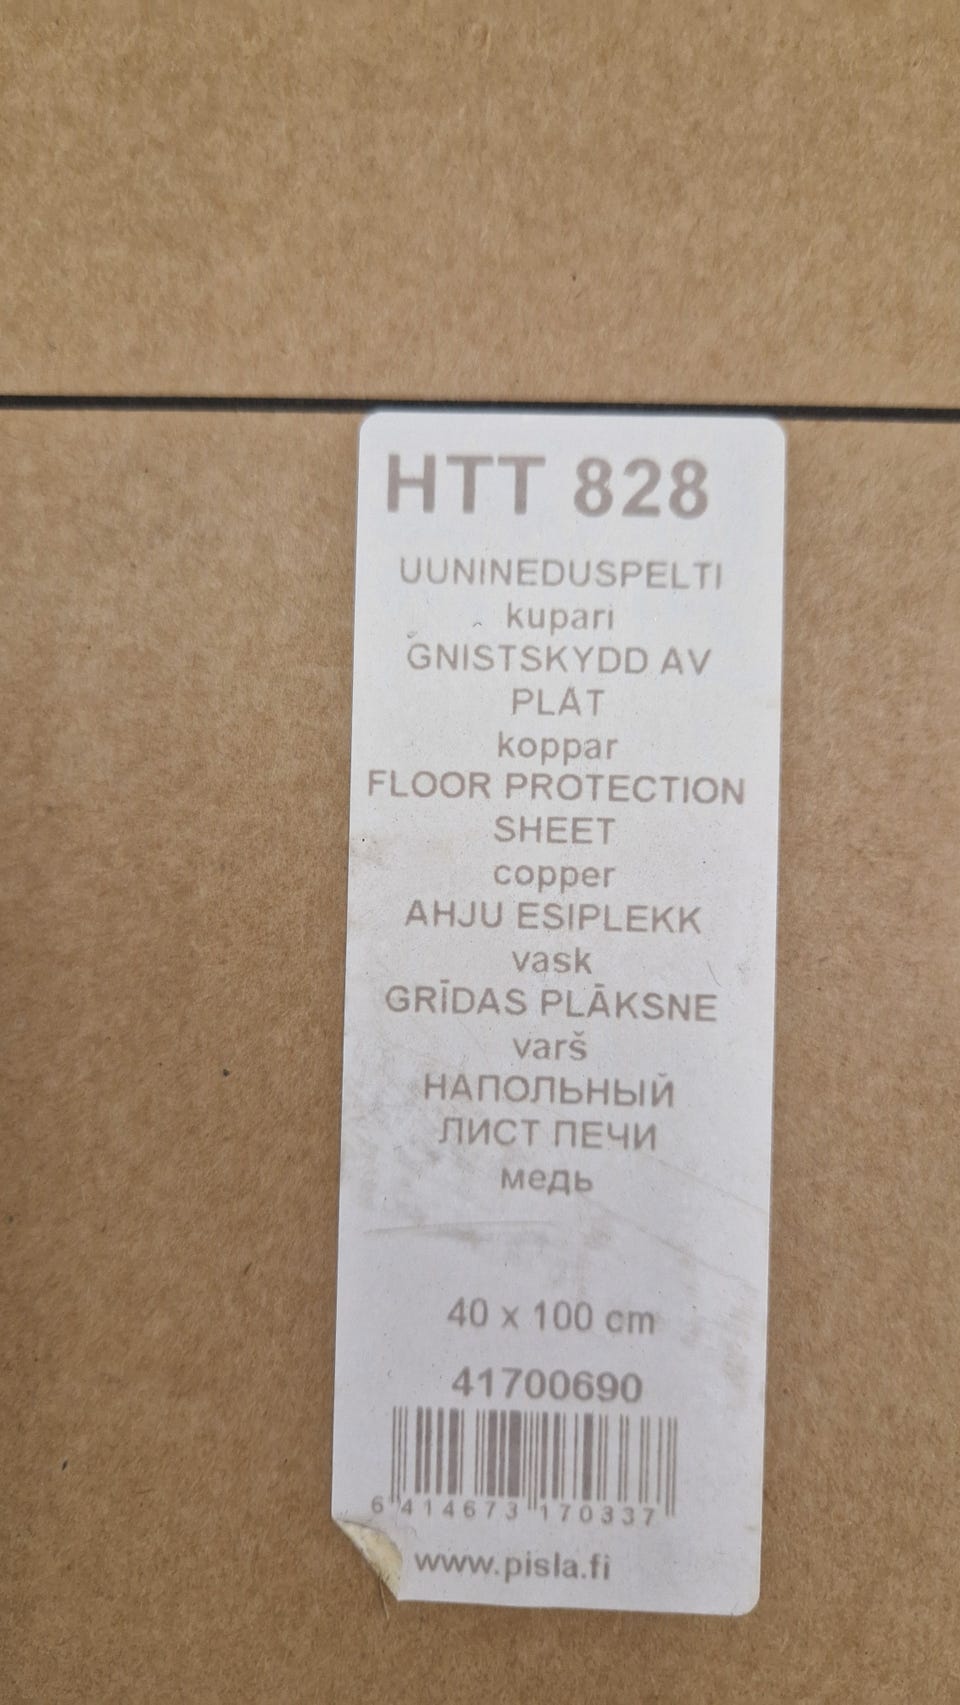 HTT 828
UUNINEDUSPELTI
kupari
GNISTSKYDD AV
PLÅT
koppar
FLOOR PROTECTION
SHEET
copper
AHJU ESIPLEKK
vask
GRĪDAS PLĀKSNE
varš
НАПОЛЬНЫЙ
ЛИСТ ПЕЧИ
медь
40 x 100 cm
41700690
6 414673 170337
www.pisla.fi